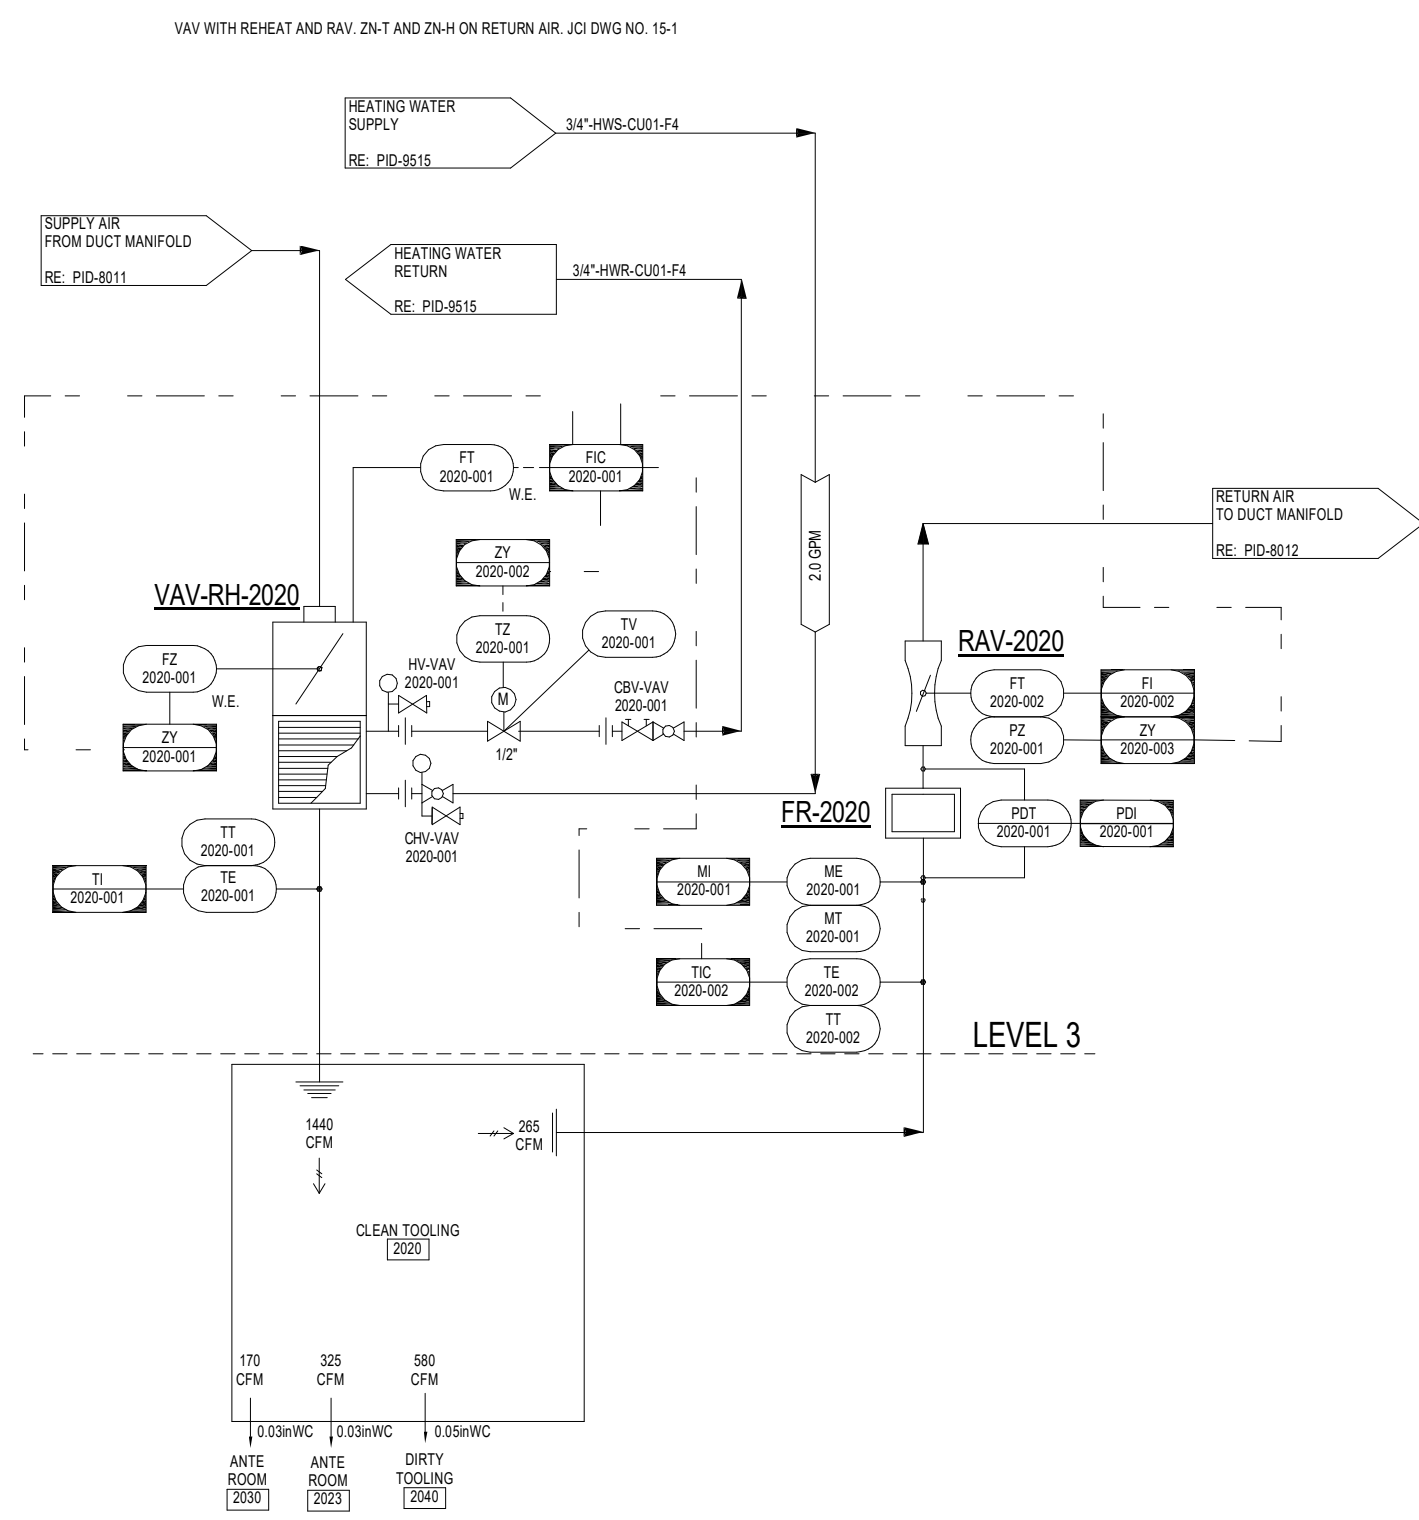 VAV WITH REHEAT AND RAV. ZN-T AND ZN-H ON RETURN AIR. JCI DWG NO. 15-1
HEATING WATER
SUPPLY
RE: PID-9515
3/4"-HWS-CU01-F4
SUPPLY AIR
FROM DUCT MANIFOLD
RE: PID-8011
HEATING WATER
RETURN
RE: PID-9515
3/4"-HWR-CU01-F4
FT
2020-001
W.E.
FIC
2020-001
ZY
2020-002
2.0 GPM
RETURN AIR
TO DUCT MANIFOLD
RE: PID-8012
VAV-RH-2020
TZ
2020-001
TV
2020-001
FZ
2020-001
W.E.
ZY
2020-001
HV-VAV
2020-001
M
1/2"
CBV-VAV
2020-001
RAV-2020
FT
2020-002
FI
2020-002
PZ
2020-001
ZY
2020-003
CHV-VAV
2020-001
FR-2020
PDT
2020-001
PDI
2020-001
TT
2020-001
TE
2020-001
TI
2020-001
MI
2020-001
ME
2020-001
MT
2020-001
TIC
2020-002
TE
2020-002
TT
2020-002
LEVEL 3
1440
CFM
265
CFM
CLEAN TOOLING
2020
170
CFM
325
CFM
580
CFM
0.03inWC
0.03inWC
0.05inWC
ANTE
ROOM
2030
ANTE
ROOM
2023
DIRTY
TOOLING
2040